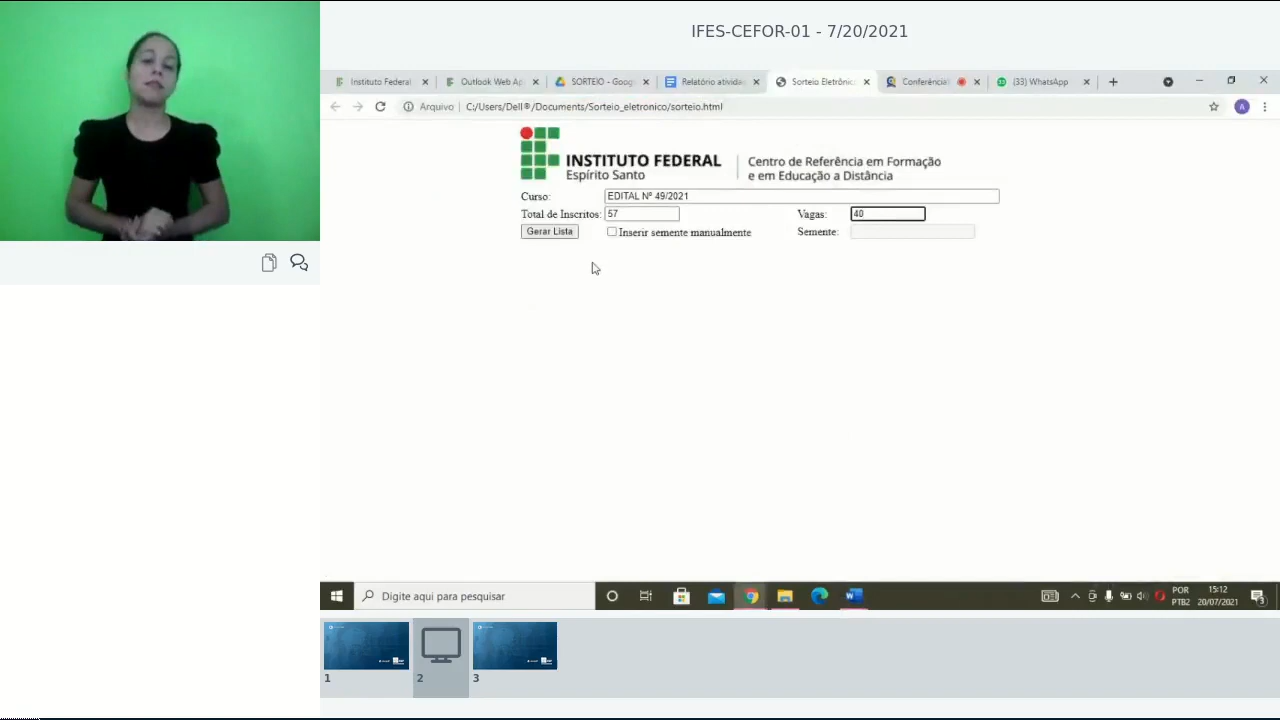 IFES-CEFOR-01 - 7/20/2021
Instituto Federal
Outlook Web Ap
SORTEIO - Goog
Relatório atividad
Sorteio Eletrônic
Conferência
(33) WhatsApp
Arquivo | C:/Users/Dell®/Documents/Sorteio_eletronico/sorteio.html
INSTITUTO FEDERAL
Espírito Santo
Centro de Referência em Formação
e em Educação a Distância
Curso: EDITAL Nº 49/2021
Total de Inscritos: 57 Vagas: 40
Gerar Lista Inserir semente manualmente Semente:
Digite aqui para pesquisar
POR
PTB2
15:12
20/07/2021
3
1
2
3